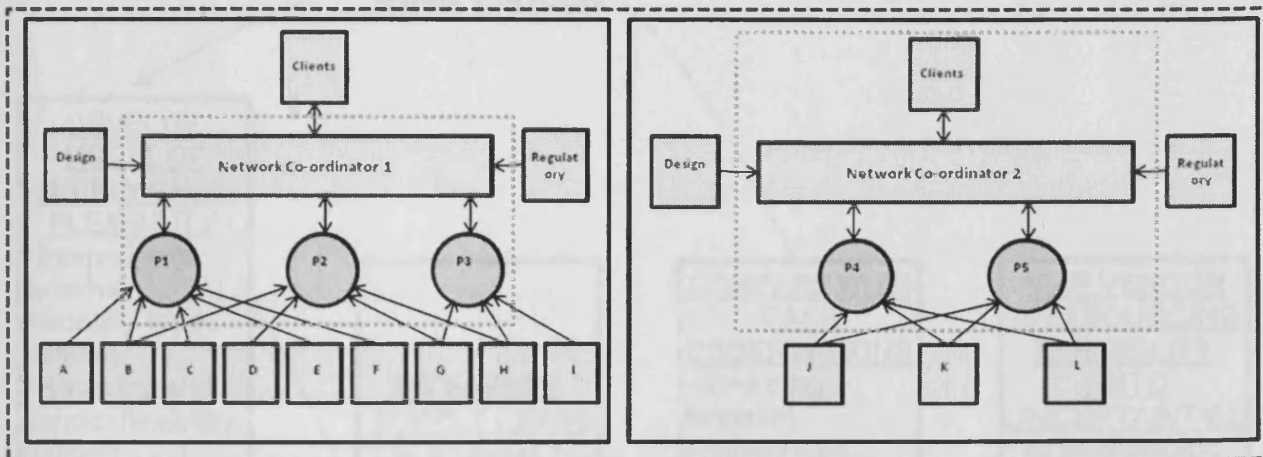 Clients
Design
Network Co-ordinator 1
Regulat
ory
P1
P2
P3
A
B
C
D
E
F
G
H
I
Clients
Design
Network Co-ordinator 2
Regulat
ory
P4
P5
J
K
L